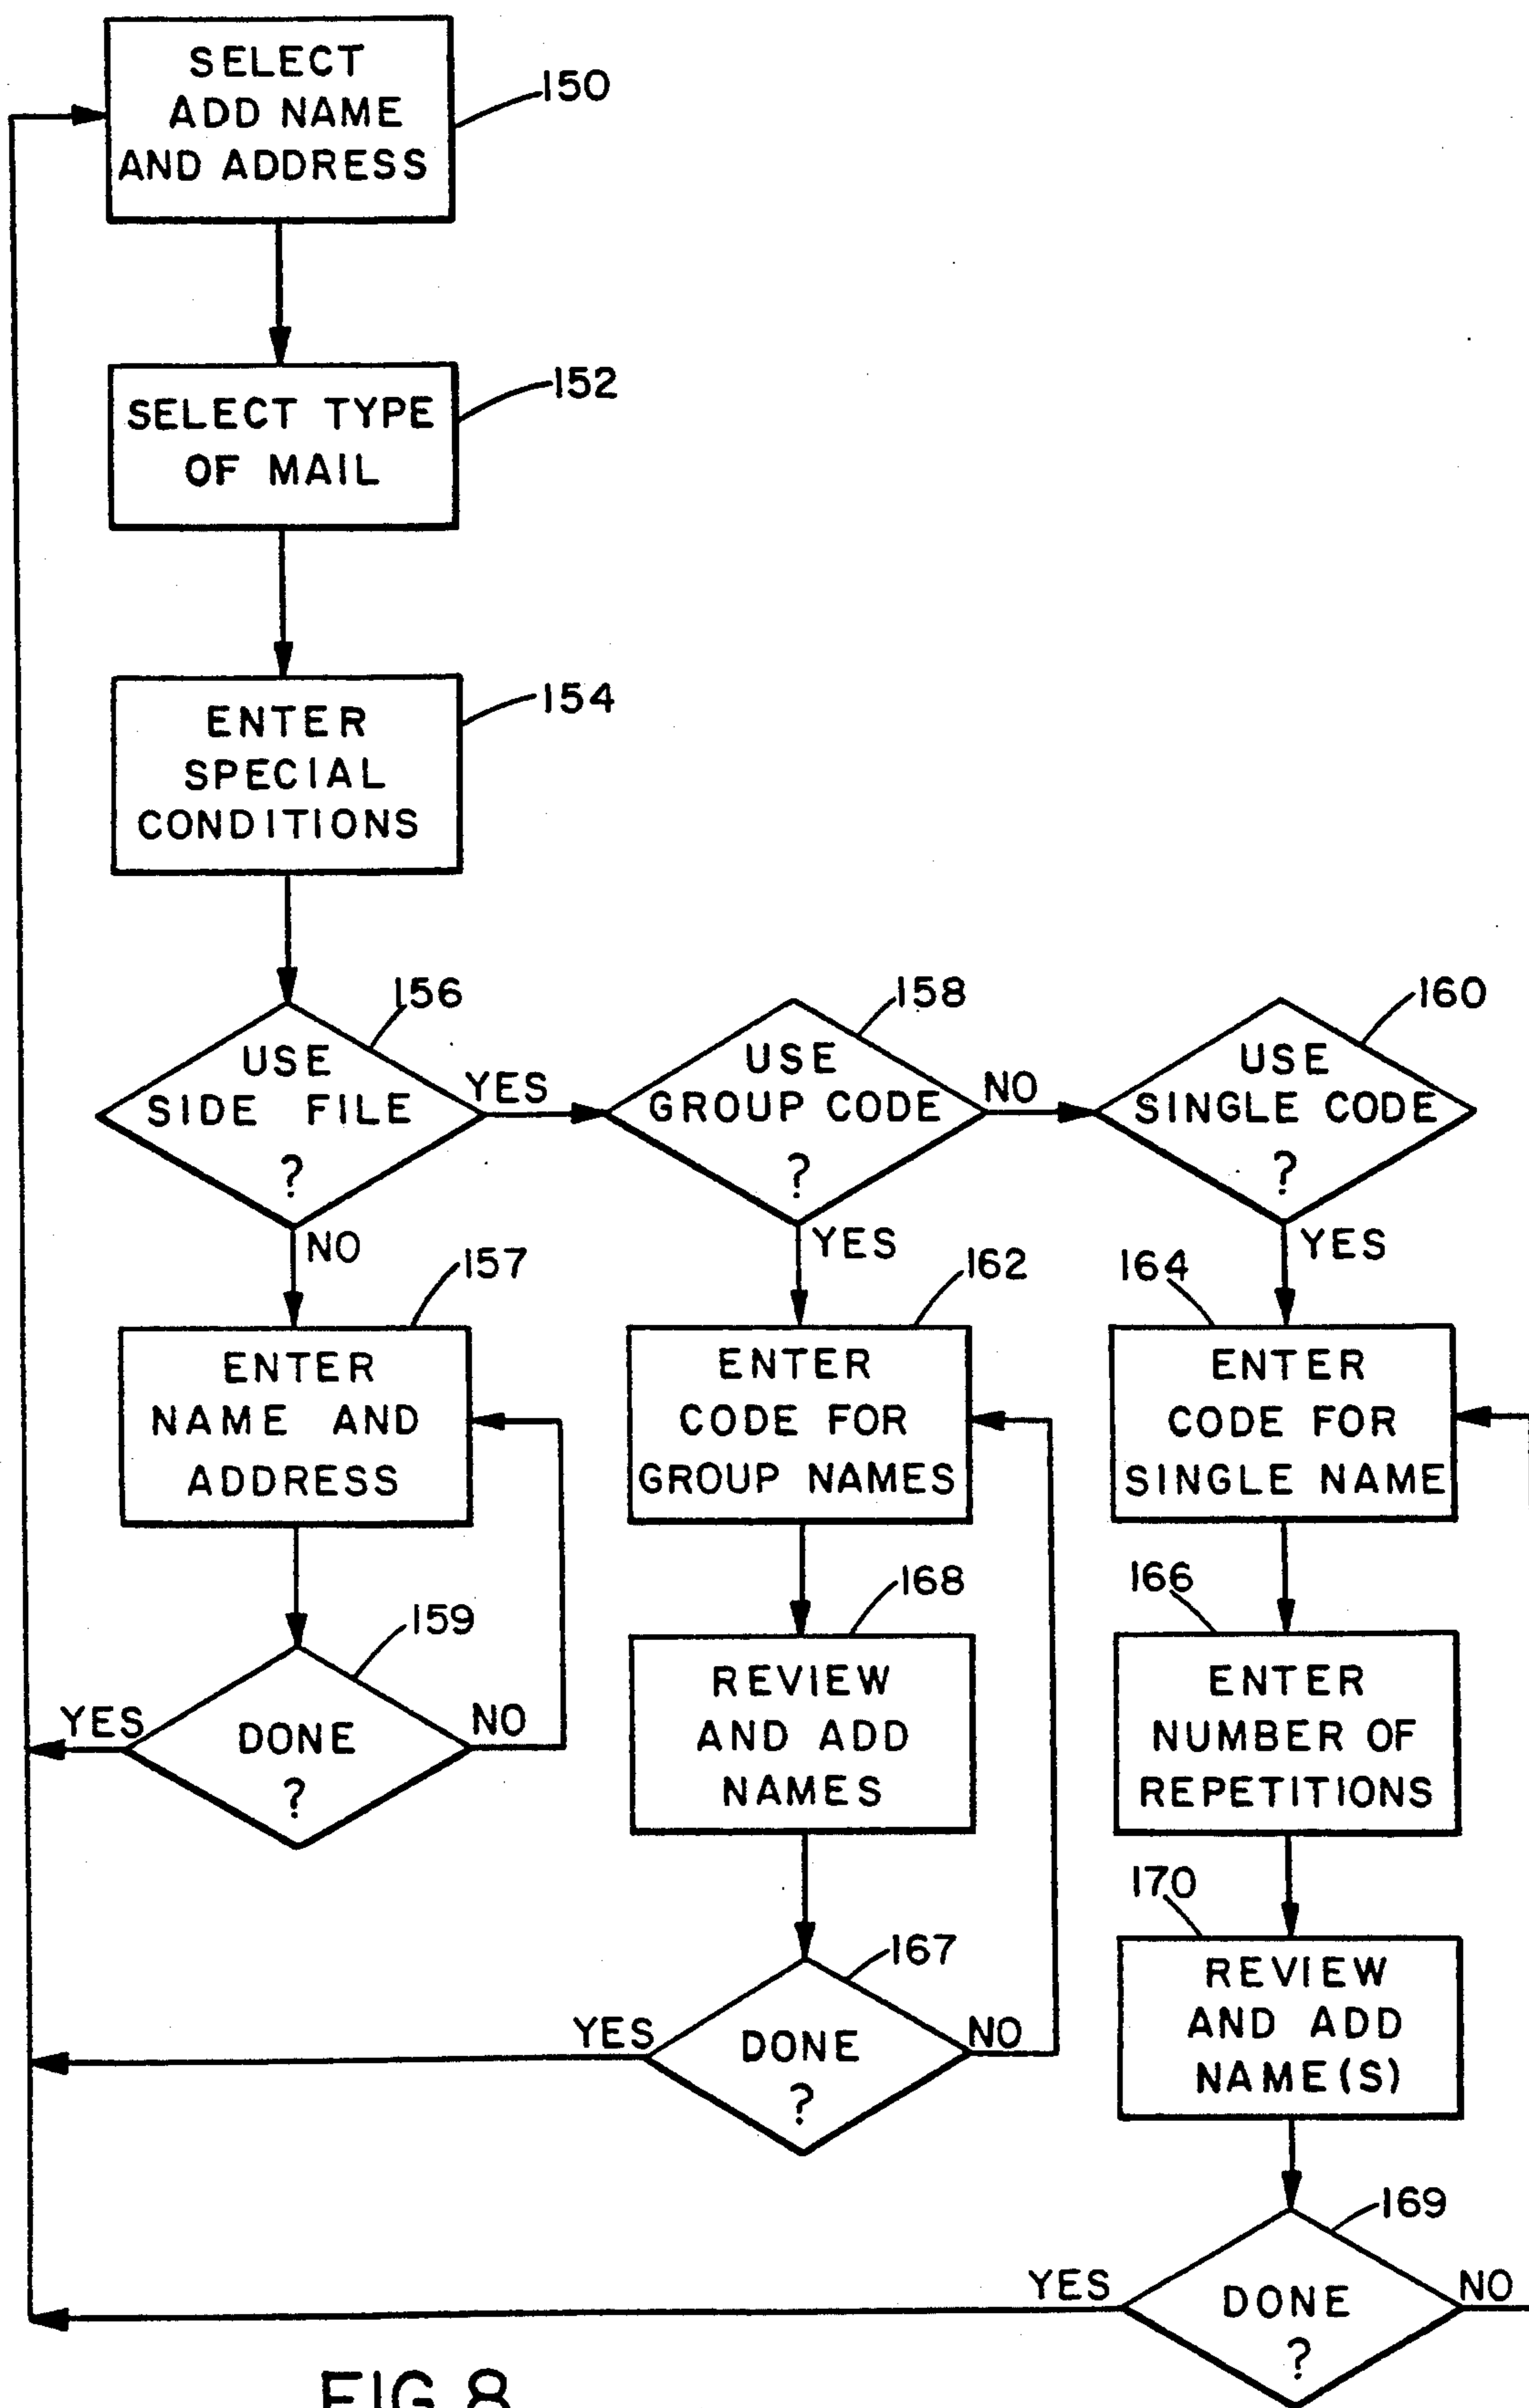 SELECT
ADD NAME
AND ADDRESS
150
SELECT TYPE
OF MAIL
152
ENTER
SPECIAL
CONDITIONS
154
USE
SIDE FILE
?
156
YES
NO
USE
GROUP CODE
?
158
NO
YES
USE
SINGLE CODE
?
160
YES
ENTER
NAME AND
ADDRESS
157
ENTER
CODE FOR
GROUP NAMES
162
ENTER
CODE FOR
SINGLE NAME
164
DONE
?
159
YES
NO
REVIEW
AND ADD
NAMES
168
ENTER
NUMBER OF
REPETITIONS
166
DONE
?
167
YES
NO
REVIEW
AND ADD
NAME(S)
170
DONE
?
169
YES
NO
FIG. 8